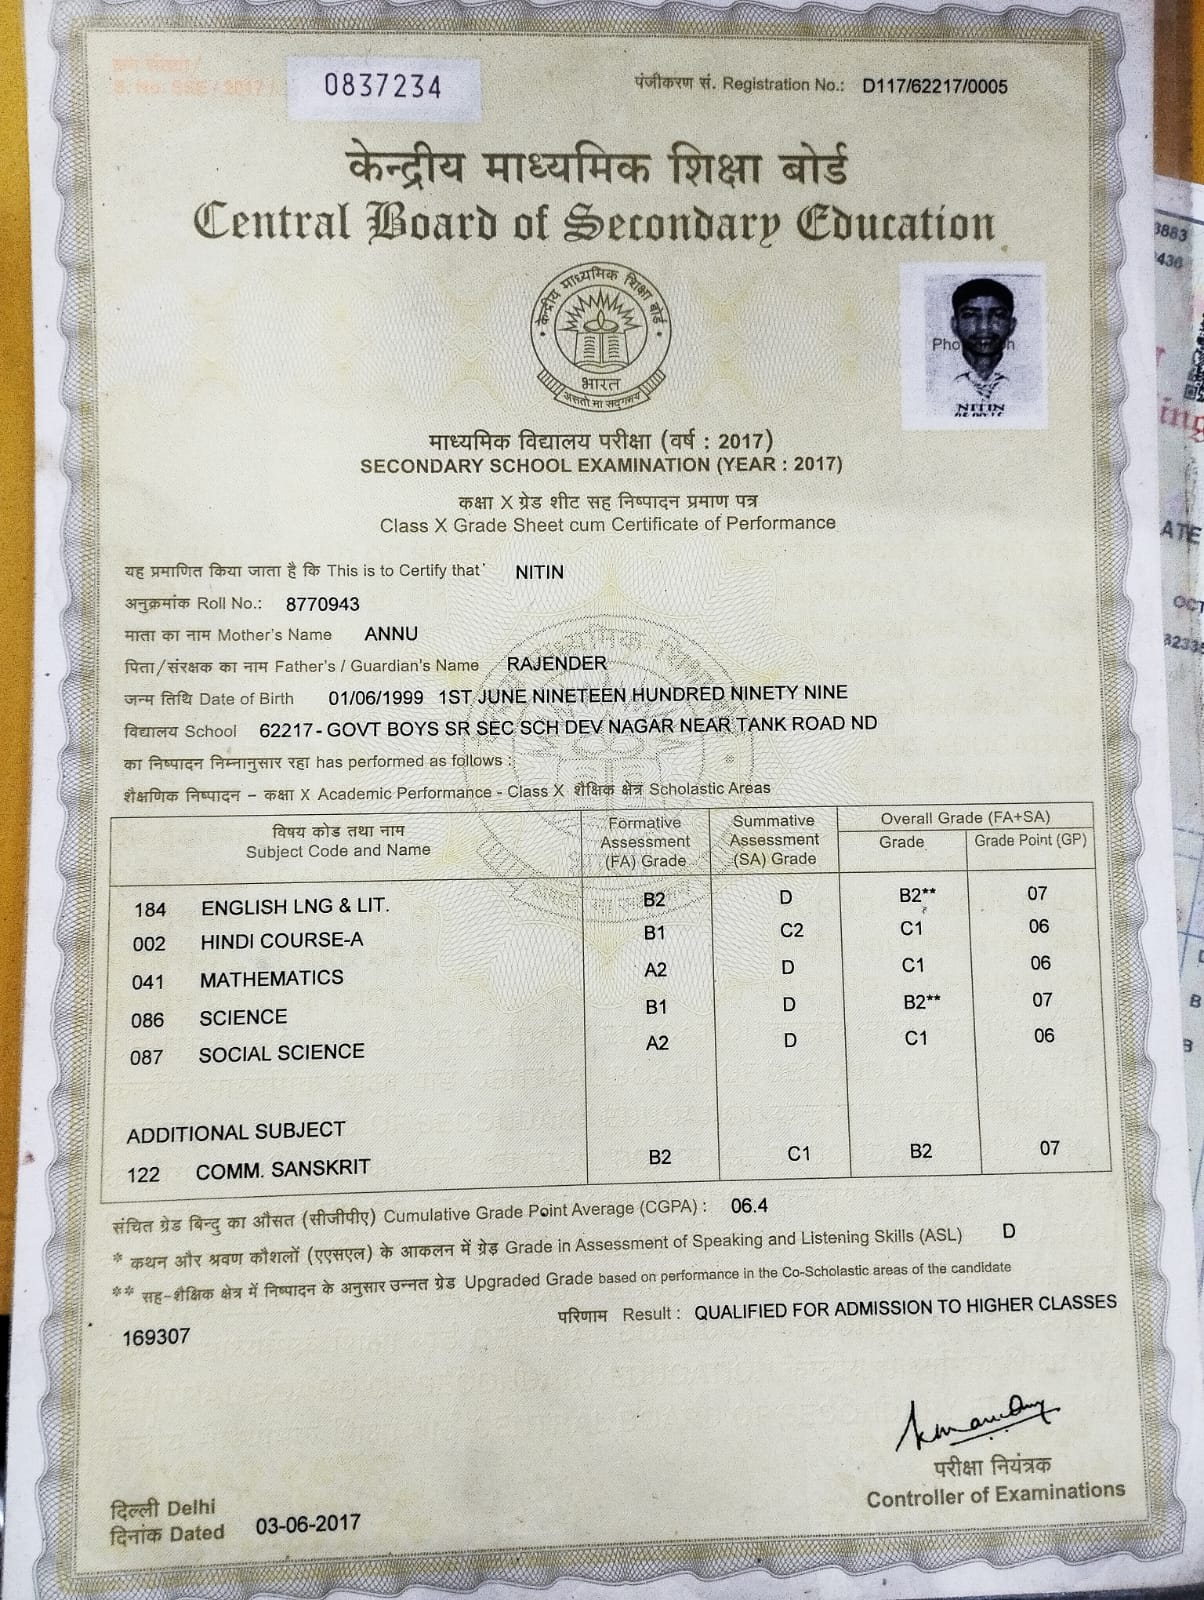 क्रम संख्या/
S. No. SSE / 2017 /
0837234
पंजीकरण सं. Registration No.: D117/62217/0005
केन्द्रीय माध्यमिक शिक्षा बोर्ड
Central Board of Secondary Education
केन्द्रीय माध्यमिक शिक्षा बोर्ड
भारत
असतो मा सद्गमय
NITIN
माध्यमिक विद्यालय परीक्षा (वर्ष : 2017)
SECONDARY SCHOOL EXAMINATION (YEAR : 2017)
कक्षा X ग्रेड शीट सह निष्पादन प्रमाण पत्र
Class X Grade Sheet cum Certificate of Performance
यह प्रमाणित किया जाता है कि This is to Certify that NITIN
अनुक्रमांक Roll No.: 8770943
माता का नाम Mother's Name ANNU
पिता/संरक्षक का नाम Father's / Guardian's Name RAJENDER
जन्म तिथि Date of Birth 01/06/1999 1ST JUNE NINETEEN HUNDRED NINETY NINE
विद्यालय School 62217-GOVT BOYS SR SEC SCH DEV NAGAR NEAR TANK ROAD ND
का निष्पादन निम्नानुसार रहा has performed as follows :
शैक्षणिक निष्पादन – कक्षा X Academic Performance - Class X शैक्षिक क्षेत्र Scholastic Areas
विषय कोड तथा नाम
Subject Code and Name
Formative
Assessment
(FA) Grade
Summative
Assessment
(SA) Grade
Overall Grade (FA+SA)
Grade Grade Point (GP)
184 ENGLISH LNG & LIT. B2 D B2** 07
002 HINDI COURSE-A B1 C2 C1 06
041 MATHEMATICS A2 D C1 06
086 SCIENCE B1 D B2** 07
087 SOCIAL SCIENCE A2 D C1 06
ADDITIONAL SUBJECT
122 COMM. SANSKRIT B2 C1 B2 07
संचित ग्रेड बिन्दु का औसत (सीजीपीए) Cumulative Grade Point Average (CGPA) : 06.4
* कथन और श्रवण कौशलों (एएसएल) के आकलन में ग्रेड Grade in Assessment of Speaking and Listening Skills (ASL) D
** सह-शैक्षिक क्षेत्र में निष्पादन के अनुसार उन्नत ग्रेड Upgraded Grade based on performance in the Co-Scholastic areas of the candidate
परिणाम Result : QUALIFIED FOR ADMISSION TO HIGHER CLASSES
169307
परीक्षा नियंत्रक
Controller of Examinations
दिल्ली Delhi
दिनांक Dated 03-06-2017